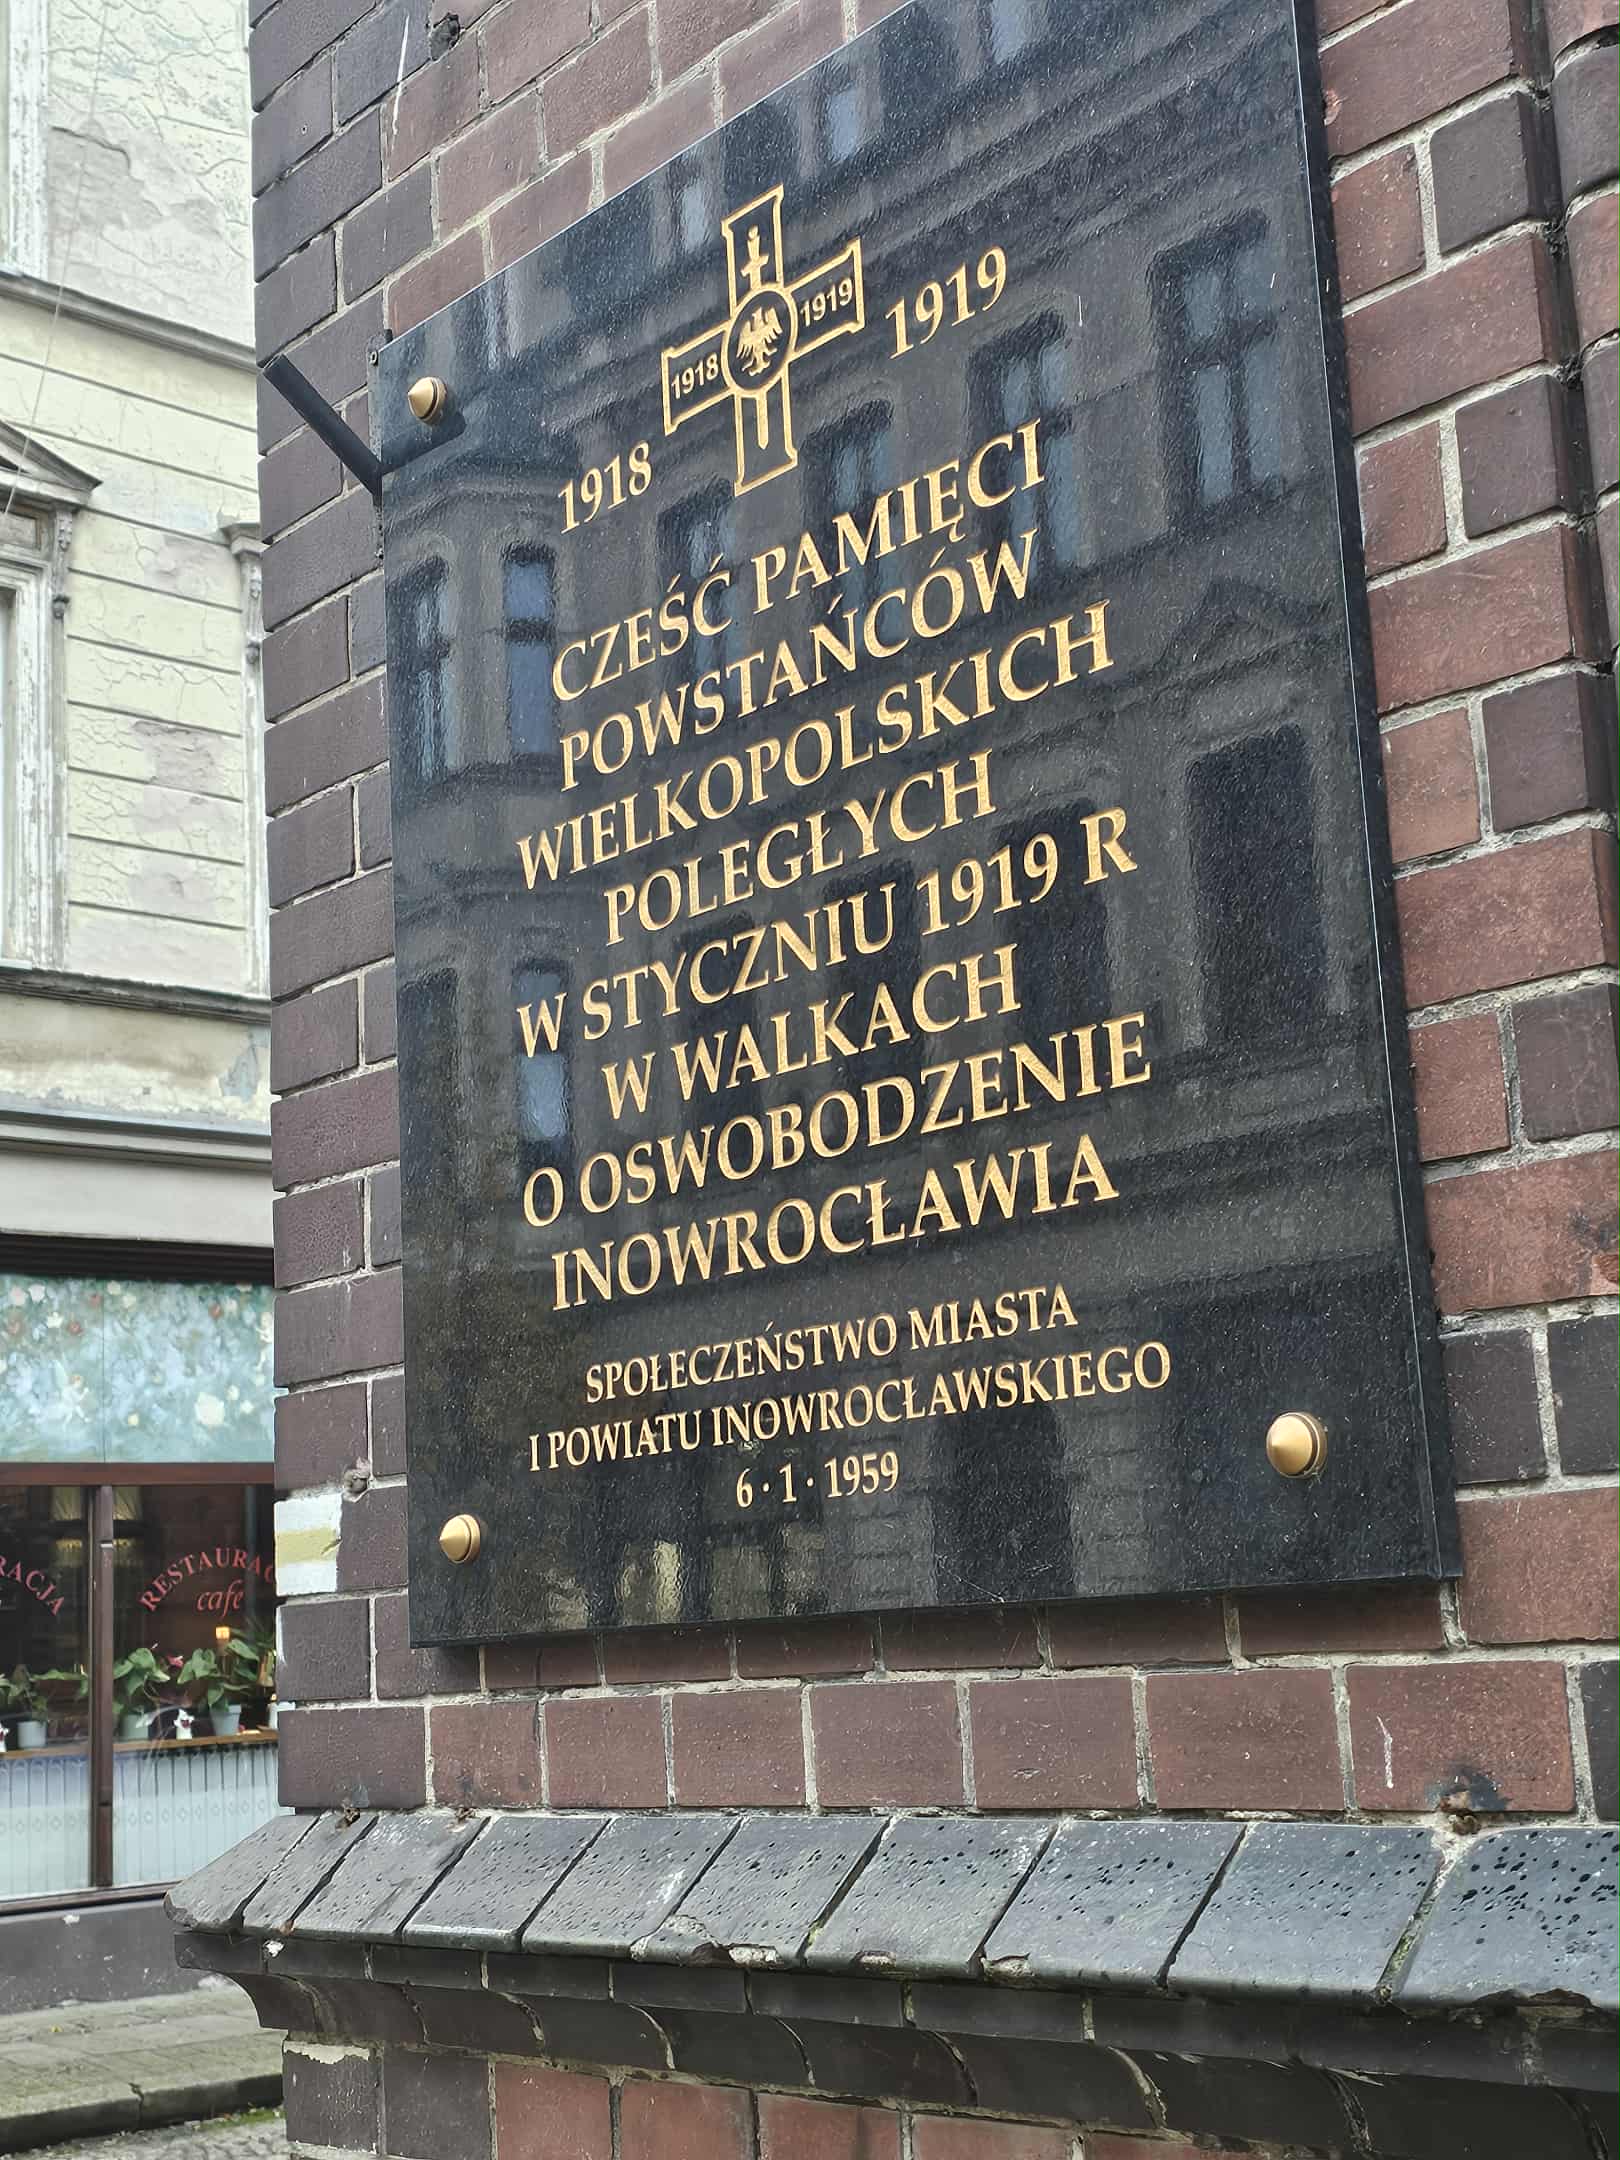 1918 1919
1918 1919
CZEŚĆ PAMIĘCI
POWSTAŃCÓW
WIELKOPOLSKICH
POLEGŁYCH
W STYCZNIU 1919 R
W WALKACH
O OSWOBODZENIE
INOWROCŁAWIA
SPOŁECZEŃSTWO MIASTA
I POWIATU INOWROCŁAWSKIEGO
6·1·1959
RACJA
RESTAURAC
cafe